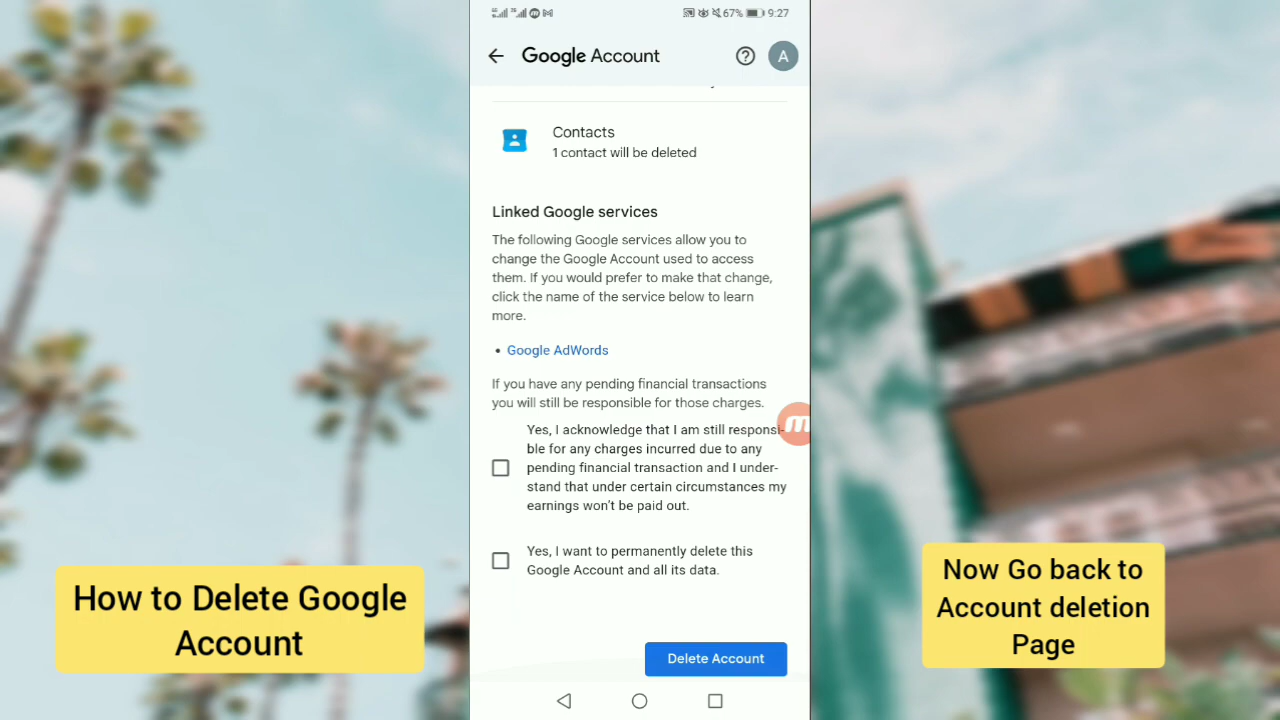 67% 9:27
Google Account
A
Contacts
1 contact will be deleted
Linked Google services
The following Google services allow you to
change the Google Account used to access
them. If you would prefer to make that change,
click the name of the service below to learn
more.
• Google AdWords
If you have any pending financial transactions
you will still be responsible for those charges.
Yes, I acknowledge that I am still responsi-
ble for any charges incurred due to any
pending financial transaction and I under-
stand that under certain circumstances my
earnings won't be paid out.
Yes, I want to permanently delete this
Google Account and all its data.
Delete Account
How to Delete Google
Account
Now Go back to
Account deletion
Page